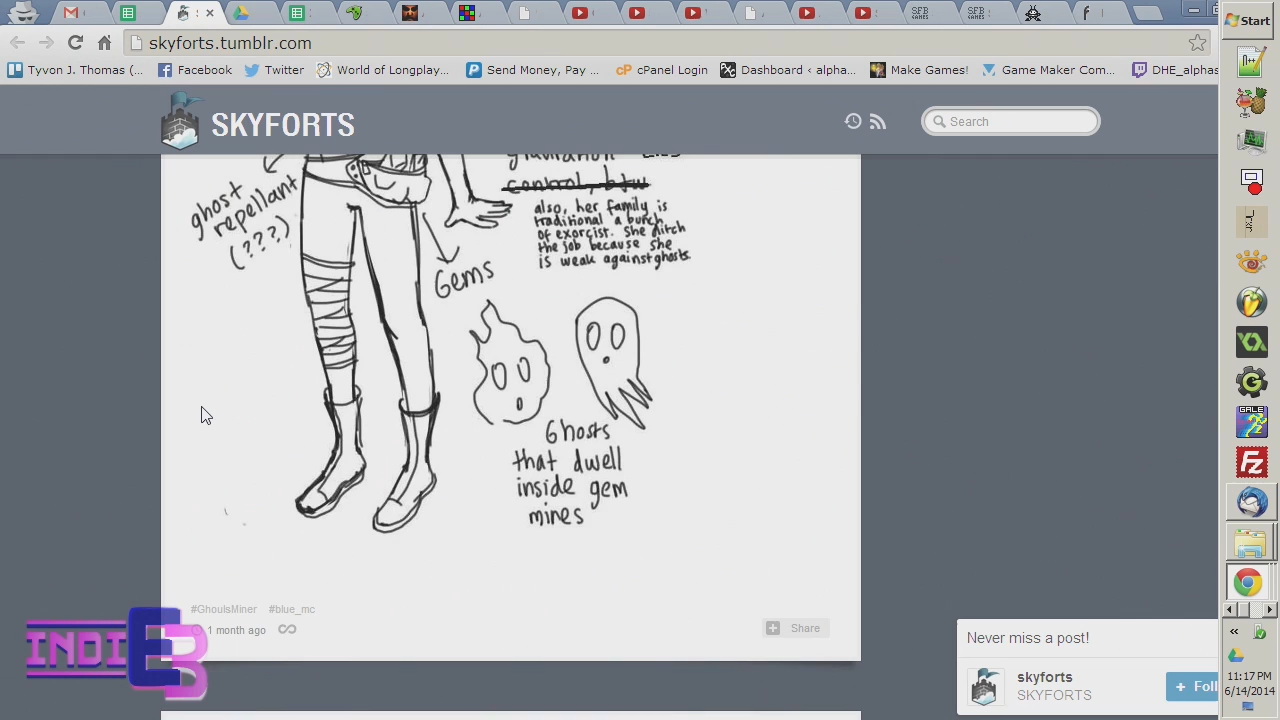 skyforts.tumblr.com
Tyvon J. Thomas (...
Facebook
Twitter
World of Longplay...
Send Money, Pay ...
cPanel Login
Dashboard ‹ alpha...
Make Games!
Game Maker Com...
DHE_alphas
Start
SKYFORTS
Search
control, btw
ghost
repellant
(???)
also, her family is
traditional a bunch
of exorcist. She ditch
the job because she
is weak against ghosts
Gems
Ghosts
that dwell
inside gem
mines
#GhoulsMiner #blue_mc
1 month ago
Share
INDIE
B
Never miss a post!
skyforts
SKYFORTS
+ Foll
11:17 PM
6/14/2014